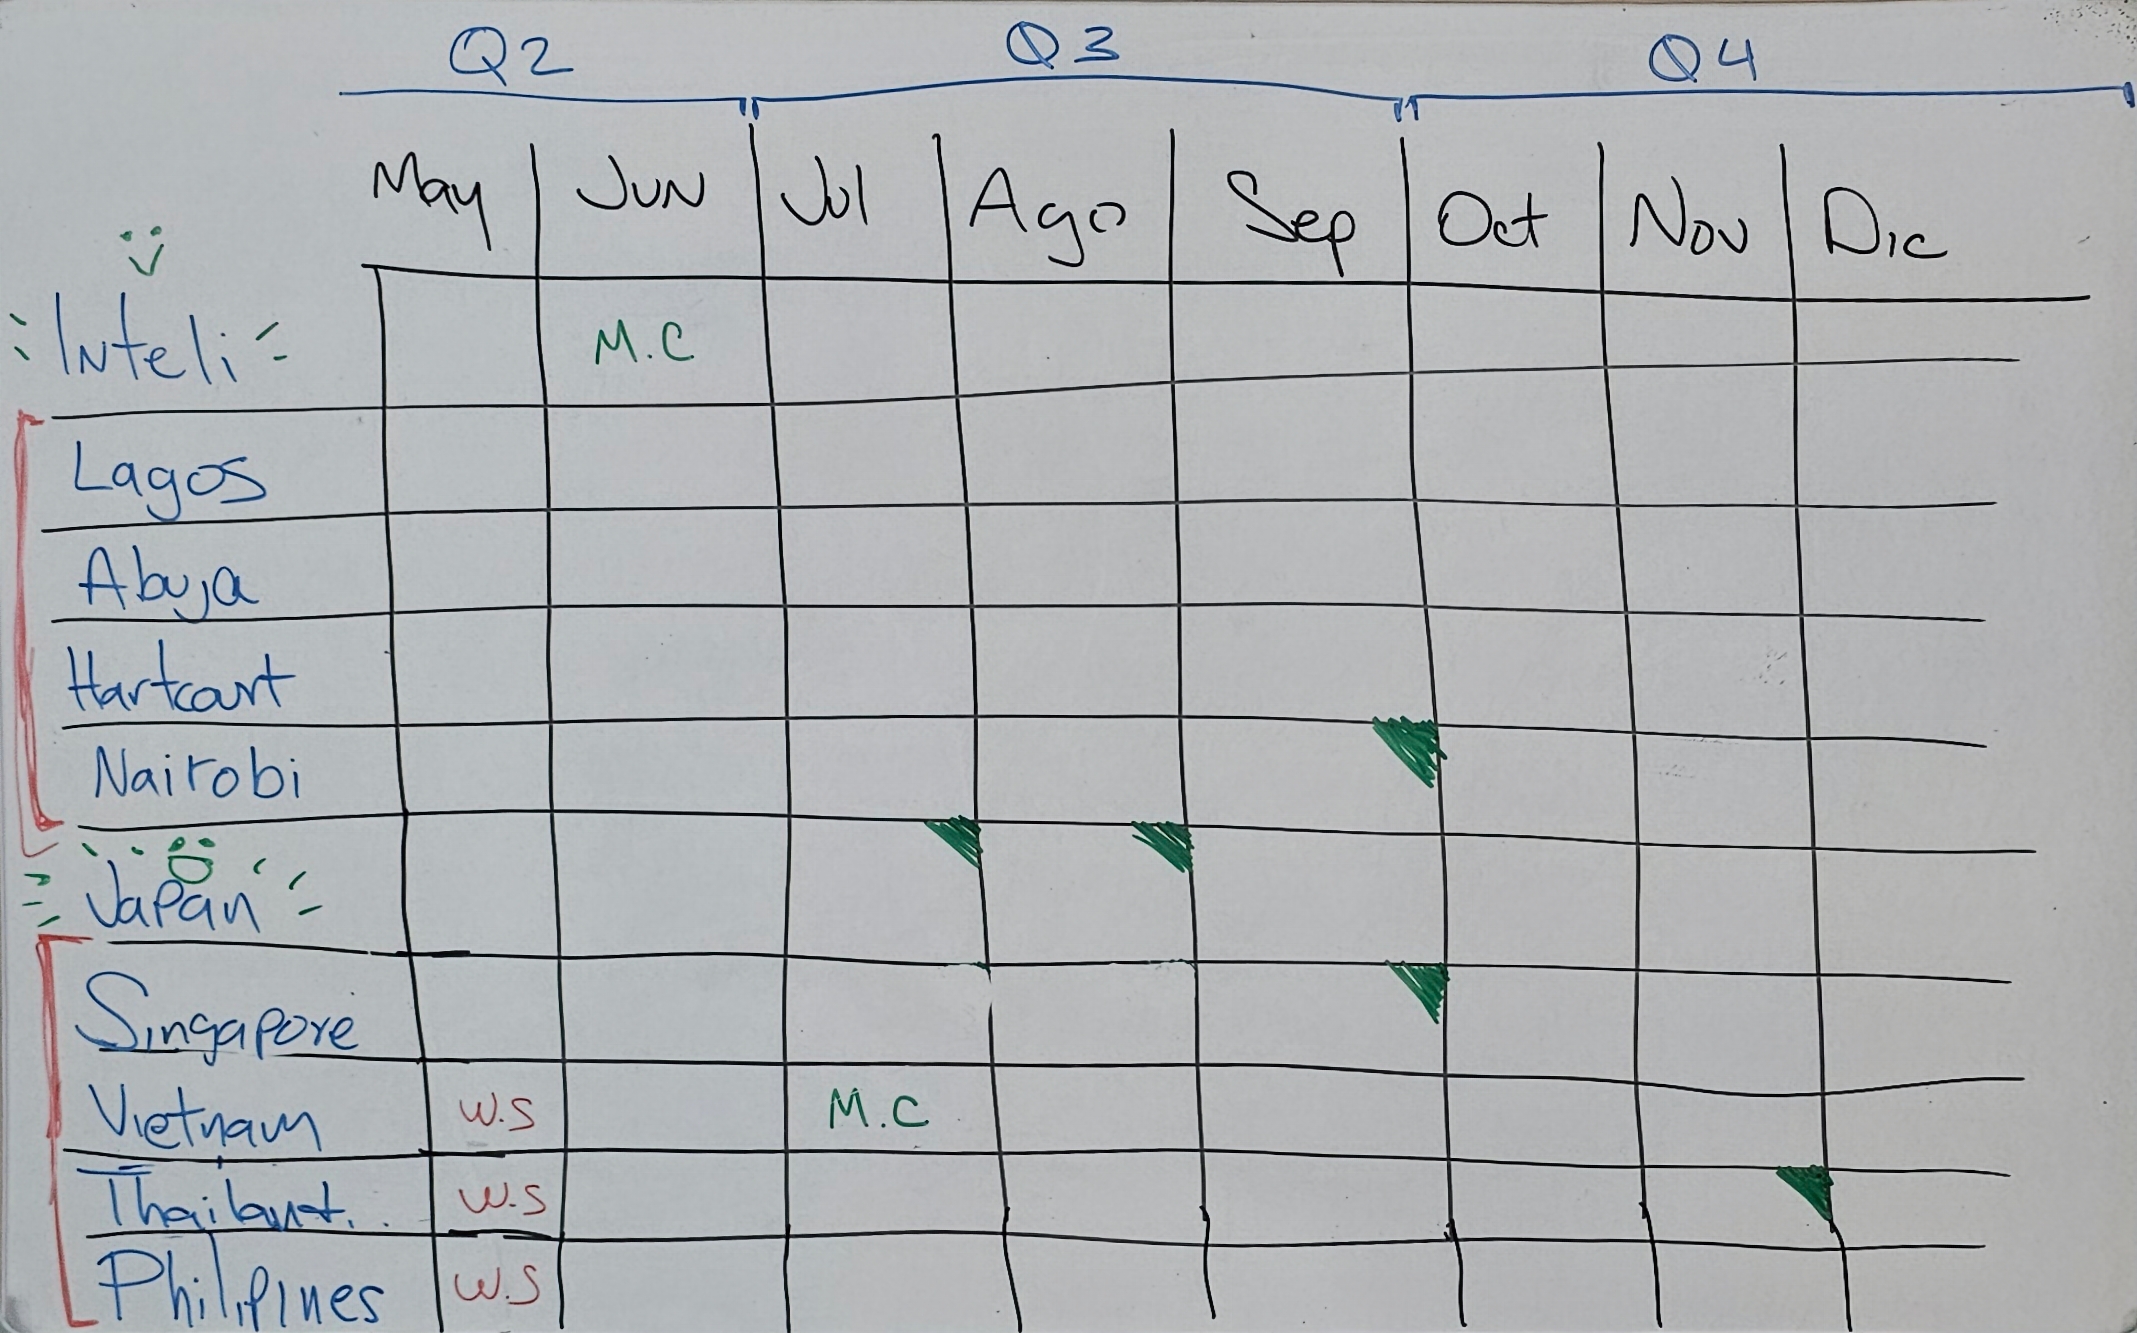 Q2 Q3 Q4
May Jun Jul Ago Sep Oct Nov Dic
Inteli M.C
Lagos
Abuja
Hartcourt
Nairobi
Japan
Singapore
Vietnam W.S M.C
W.S
Philipines W.S